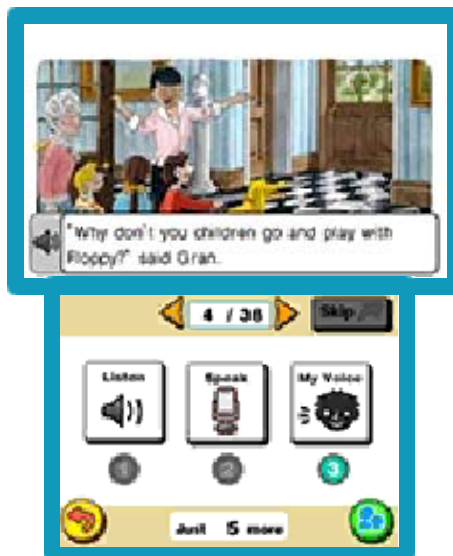 "Why don't you children go and play with
Floppy?" said Gran.
4 / 36
Skip
Listen
Speak
My Voice
1
2
3
Just 5 more